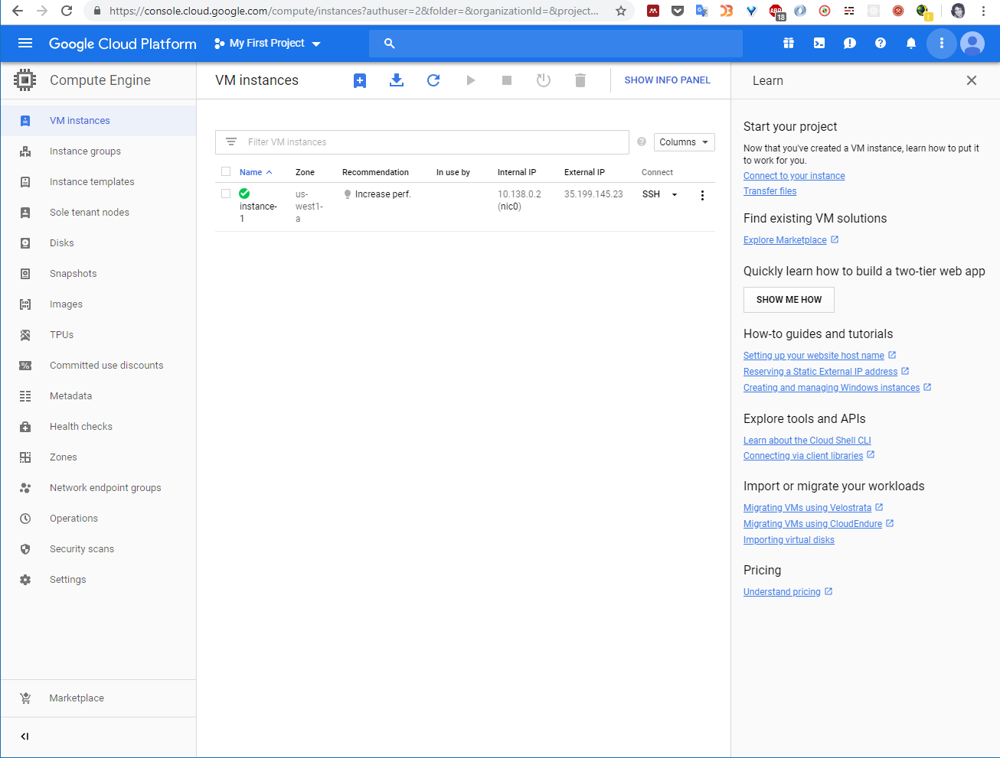 https://console.cloud.google.com/compute/instances?authuser=2&folder=&organizationId=&project...
18
Google Cloud Platform
My First Project
Compute Engine
VM instances
SHOW INFO PANEL
Learn
VM instances
Instance groups
Instance templates
Sole tenant nodes
Disks
Snapshots
Images
TPUs
Committed use discounts
Metadata
Health checks
Zones
Network endpoint groups
Operations
Security scans
Settings
Marketplace
Filter VM instances
Columns
Name
Zone
Recommendation
In use by
Internal IP
External IP
Connect
instance-
1
us-
west1-
a
Increase perf.
10.138.0.2
(nic0)
35.199.145.23
SSH
Start your project
Now that you've created a VM instance, learn how to put it
to work for you.
Connect to your instance
Transfer files
Find existing VM solutions
Explore Marketplace
Quickly learn how to build a two-tier web app
SHOW ME HOW
How-to guides and tutorials
Setting up your website host name
Reserving a Static External IP address
Creating and managing Windows instances
Explore tools and APIs
Learn about the Cloud Shell CLI
Connecting via client libraries
Import or migrate your workloads
Migrating VMs using Velostrata
Migrating VMs using CloudEndure
Importing virtual disks
Pricing
Understand pricing